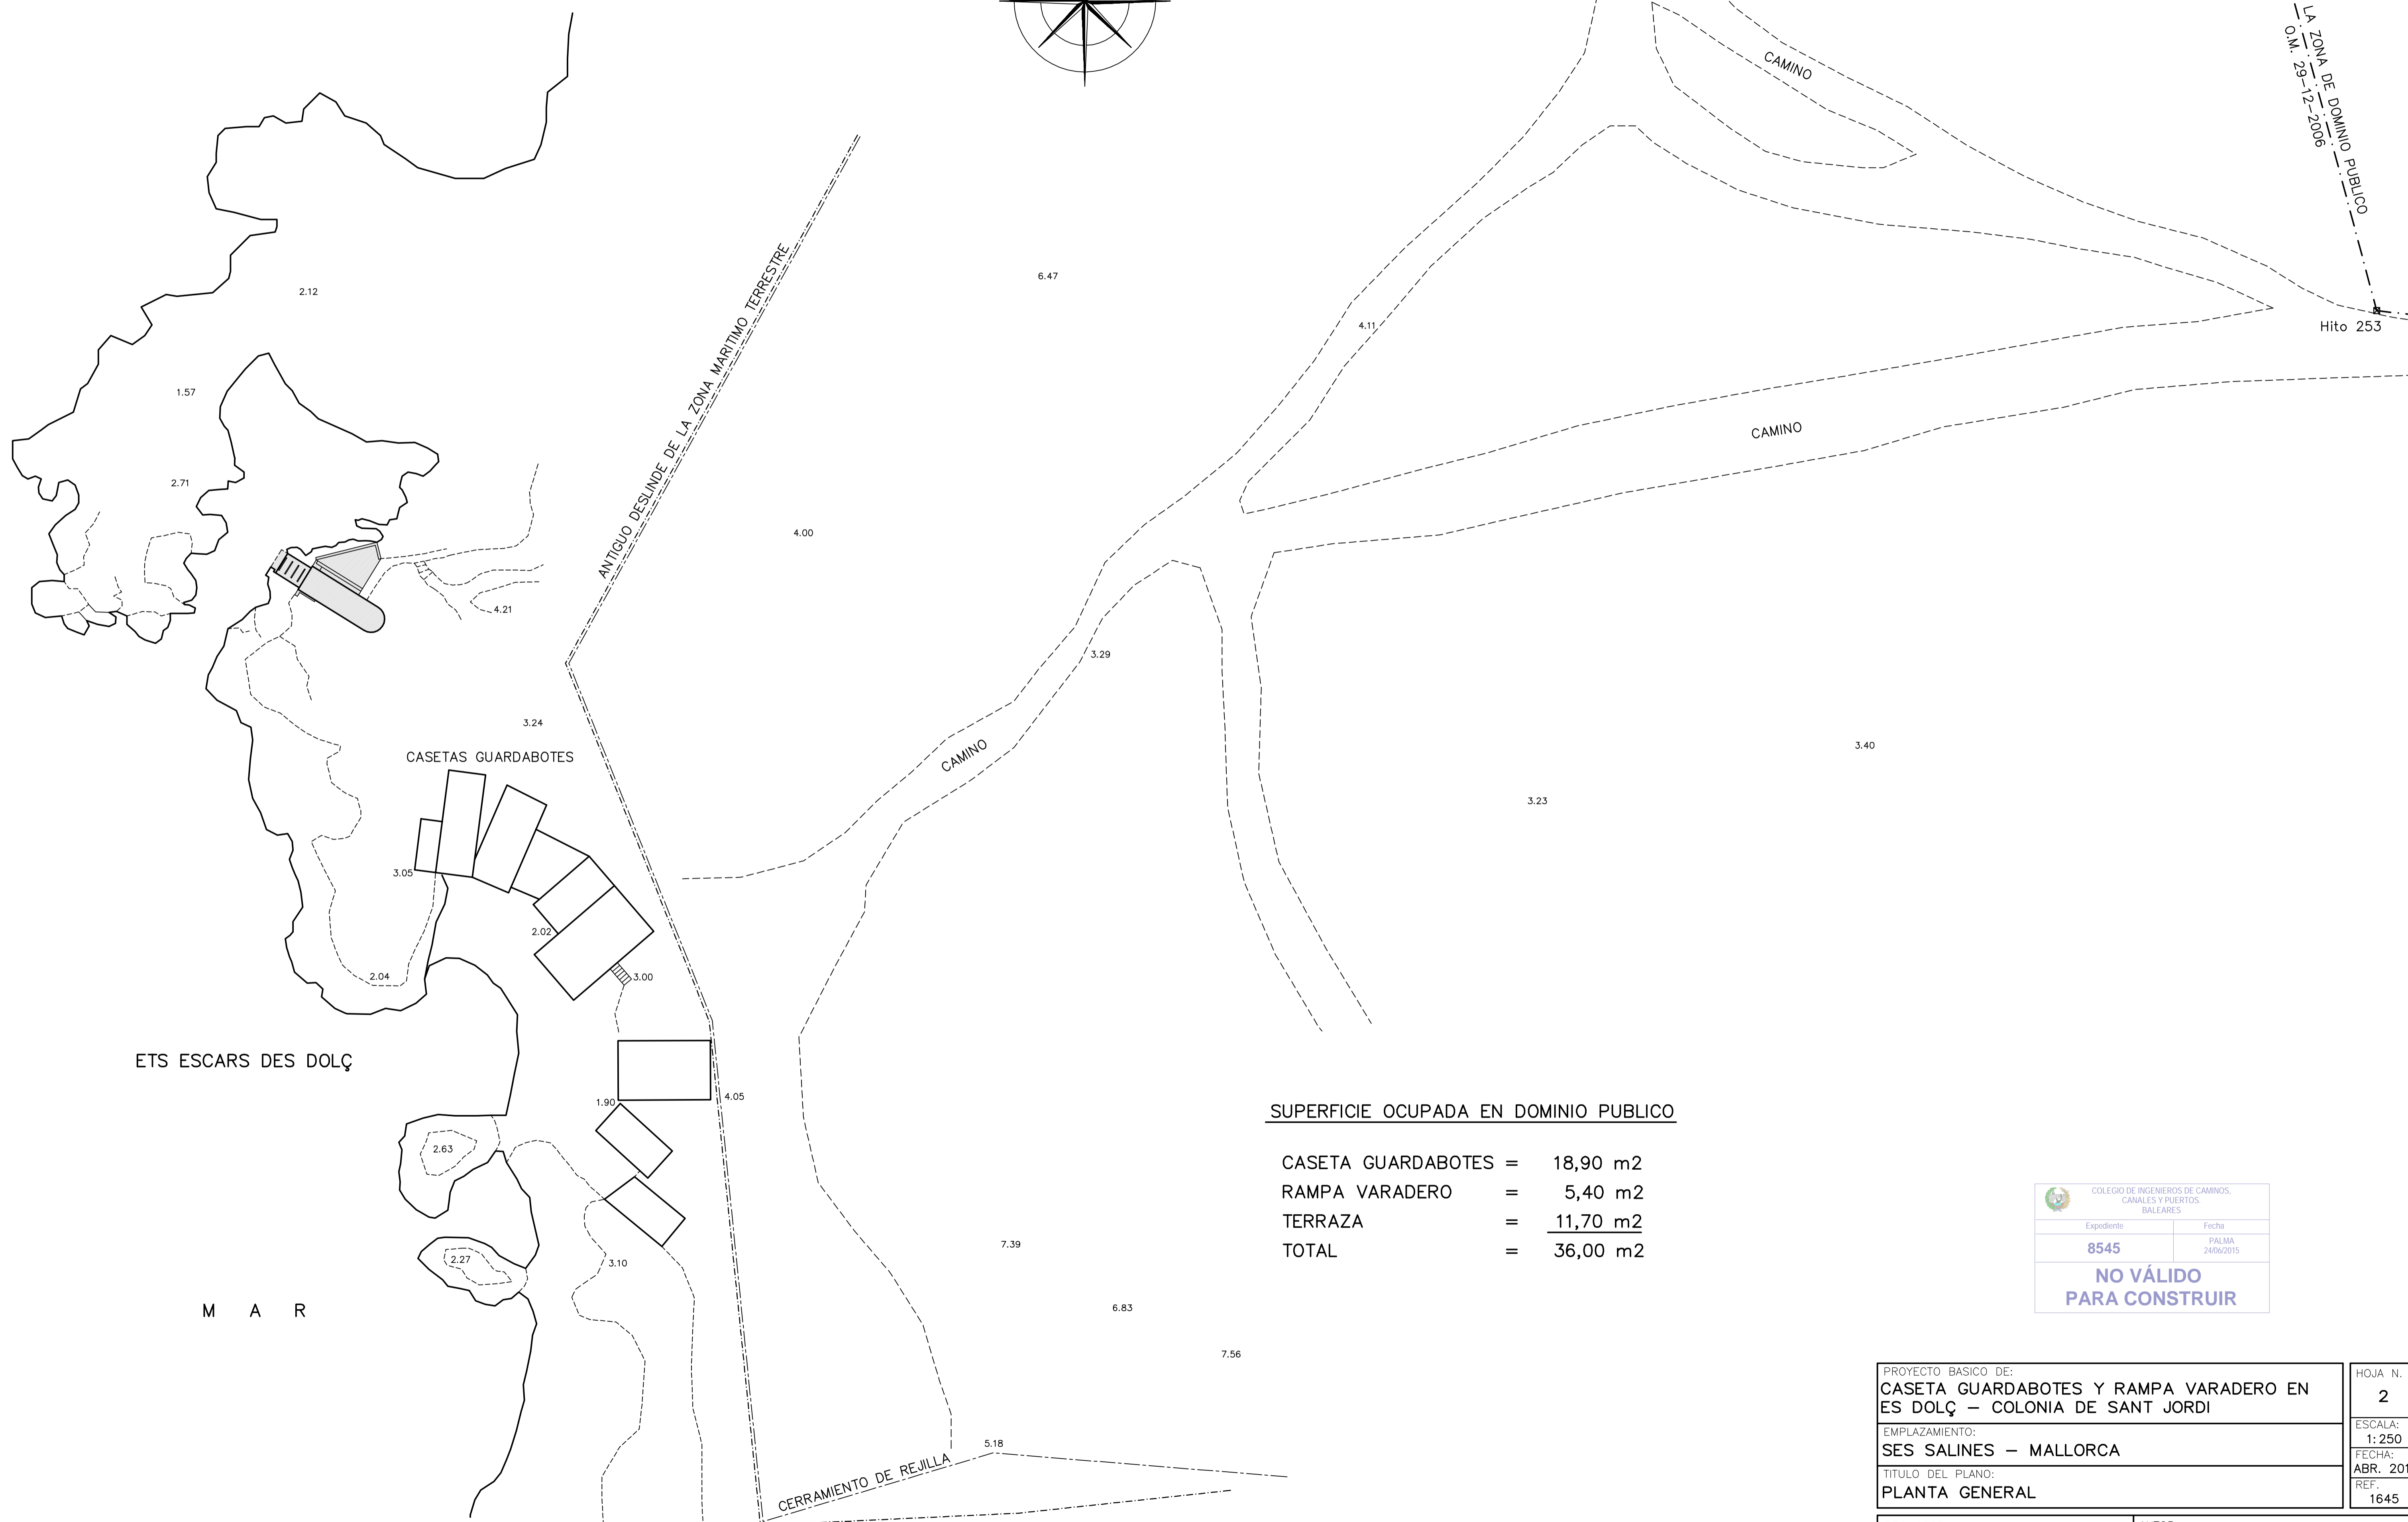 CAMINO
LA ZONA DE DOMINIO PUBLICO
O.M. 29-12-2006
6.47
2.12
4.11
Hito 253
ANTIGUO DESLINDE DE LA ZONA MARITIMO TERRESTRE
1.57
CAMINO
2.71
4.00
4.21
3.29
3.24
CASETAS GUARDABOTES
CAMINO
3.40
3.23
3.05
2.02
2.04
3.00
ETS ESCARS DES DOLÇ
1.90
4.05
2.63
2.27
3.10
M A R
7.39
6.83
7.56
5.18
CERRAMIENTO DE REJILLA
SUPERFICIE OCUPADA EN DOMINIO PUBLICO
CASETA GUARDABOTES = 18,90 m2
RAMPA VARADERO = 5,40 m2
TERRAZA = 11,70 m2
TOTAL = 36,00 m2
COLEGIO DE INGENIEROS DE CAMINOS,
CANALES Y PUERTOS.
BALEARES
Expediente Fecha
8545 PALMA
24/06/2015
NO VÁLIDO
PARA CONSTRUIR
PROYECTO BASICO DE:
CASETA GUARDABOTES Y RAMPA VARADERO EN
ES DOLÇ – COLONIA DE SANT JORDI
EMPLAZAMIENTO:
SES SALINES – MALLORCA
TITULO DEL PLANO:
PLANTA GENERAL
HOJA N.
2
ESCALA:
1:250
FECHA:
ABR. 201
REF.
1645